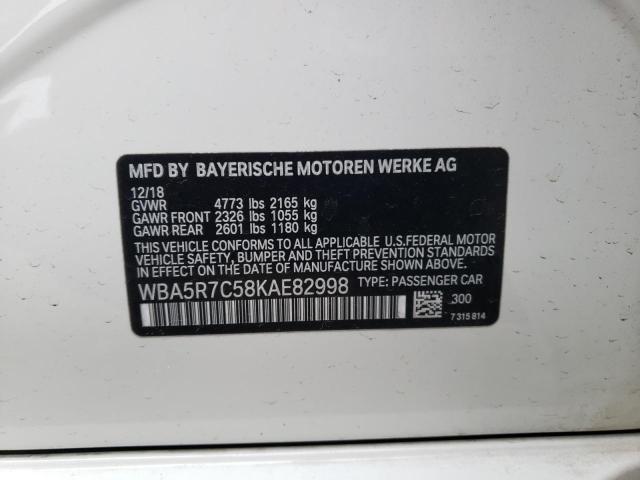 MFD BY BAYERISCHE MOTOREN WERKE AG
12/18
GVWR 4773 lbs 2165 kg
GAWR FRONT 2326 lbs 1055 kg
GAWR REAR 2601 lbs 1180 kg
THIS VEHICLE CONFORMS TO ALL APPLICABLE U.S.FEDERAL MOTOR
VEHICLE SAFETY, BUMPER AND THEFT PREVENTION STANDARDS
IN EFFECT ON THE DATE OF MANUFACTURE SHOWN ABOVE.
WBA5R7C58KAE82998 TYPE: PASSENGER CAR
300
7 315 814